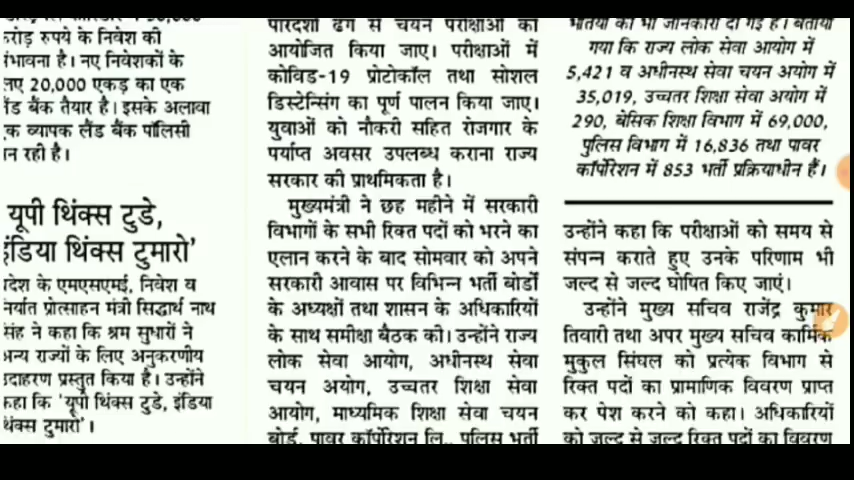 करोड़ रुपये के निवेश की
संभावना है। नए निवेशकों के
लिए 20,000 एकड़ का एक
लैंड बैंक तैयार है। इसके अलावा
एक व्यापक लैंड बैंक पॉलिसी
बन रही है।
'यूपी थिंक्स टुडे,
इंडिया थिंक्स टुमारो'
प्रदेश के एमएसएमई, निवेश व
निर्यात प्रोत्साहन मंत्री सिद्धार्थ नाथ
सिंह ने कहा कि श्रम सुधारों ने
अन्य राज्यों के लिए अनुकरणीय
उदाहरण प्रस्तुत किया है। उन्होंने
कहा कि 'यूपी थिंक्स टुडे, इंडिया
थिंक्स टुमारो'।
पारदर्शी ढंग से चयन परीक्षाओं को
आयोजित किया जाए। परीक्षाओं में
कोविड-19 प्रोटोकॉल तथा सोशल
डिस्टेन्सिंग का पूर्ण पालन किया जाए।
युवाओं को नौकरी सहित रोजगार के
पर्याप्त अवसर उपलब्ध कराना राज्य
सरकार की प्राथमिकता है।
मुख्यमंत्री ने छह महीने में सरकारी
विभागों के सभी रिक्त पदों को भरने का
एलान करने के बाद सोमवार को अपने
सरकारी आवास पर विभिन्न भर्ती बोर्डों
के अध्यक्षों तथा शासन के अधिकारियों
के साथ समीक्षा बैठक की। उन्होंने राज्य
लोक सेवा आयोग, अधीनस्थ सेवा
चयन अयोग, उच्चतर शिक्षा सेवा
आयोग, माध्यमिक शिक्षा सेवा चयन
बोर्ड, पावर कॉर्पोरेशन लि., पुलिस भर्ती
भर्तियों की भी जानकारी दी गई है। बताया
गया कि राज्य लोक सेवा आयोग में
5,421 व अधीनस्थ सेवा चयन अयोग में
35,019, उच्चतर शिक्षा सेवा अयोग में
290, बेसिक शिक्षा विभाग में 69,000,
पुलिस विभाग में 16,836 तथा पावर
कॉर्पोरेशन में 853 भर्ती प्रक्रियाधीन हैं।
उन्होंने कहा कि परीक्षाओं को समय से
संपन्न कराते हुए उनके परिणाम भी
जल्द से जल्द घोषित किए जाएं।
उन्होंने मुख्य सचिव राजेंद्र कुमार
तिवारी तथा अपर मुख्य सचिव कार्मिक
मुकुल सिंघल को प्रत्येक विभाग से
रिक्त पदों का प्रामाणिक विवरण प्राप्त
कर पेश करने को कहा। अधिकारियों
को जल्द से जल्द रिक्त पदों का विवरण